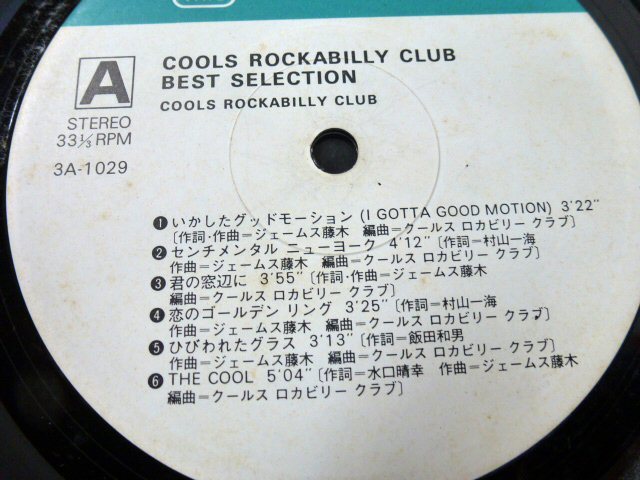 COOLS ROCKABILLY CLUB
BEST SELECTION
COOLS ROCKABILLY CLUB
A
STEREO
33⅓RPM
3A-1029
❶いかしたグッドモーション (I GOTTA GOOD MOTION) 3'22"
〔作詞・作曲=ジェームス藤木 編曲=クールス ロカビリー クラブ〕
❷センチメンタル ニューヨーク 4'12"〔作詞=村山一海
作曲=ジェームス藤木 編曲=クールス ロカビリー クラブ〕
❸君の窓辺に 3'55"〔作詞・作曲=ジェームス藤木
編曲=クールス ロカビリー クラブ〕
❹恋のゴールデン リング 3'25"〔作詞=村山一海
作曲=ジェームス藤木 編曲=クールス ロカビリー クラブ〕
❺ひびわれたグラス 3'13"〔作詞=飯田和男
作曲=ジェームス藤木 編曲=クールス ロカビリー クラブ〕
❻THE COOL 5'04"〔作詞=水口晴幸 作曲=ジェームス藤木
編曲=クールス ロカビリー クラブ〕